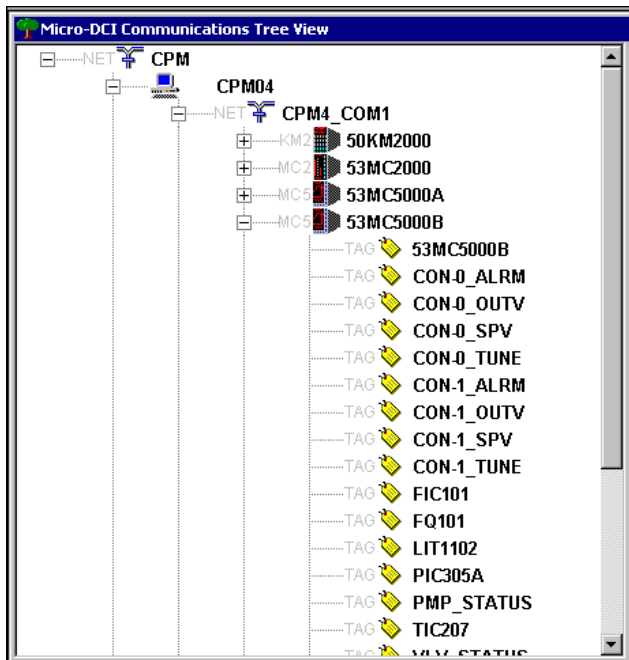 Micro-DCI Communications Tree View
NET CPM
CPM04
NET CPM4_COM1
KM2 50KM2000
MC2 53MC2000
MC5 53MC5000A
MC5 53MC5000B
TAG 53MC5000B
TAG CON-0_ALRM
TAG CON-0_OUTV
TAG CON-0_SPV
TAG CON-0_TUNE
TAG CON-1_ALRM
TAG CON-1_OUTV
TAG CON-1_SPV
TAG CON-1_TUNE
TAG FIC101
TAG FQ101
TAG LIT1102
TAG PIC305A
TAG PMP_STATUS
TAG TIC207
TAG VLV_STATUS